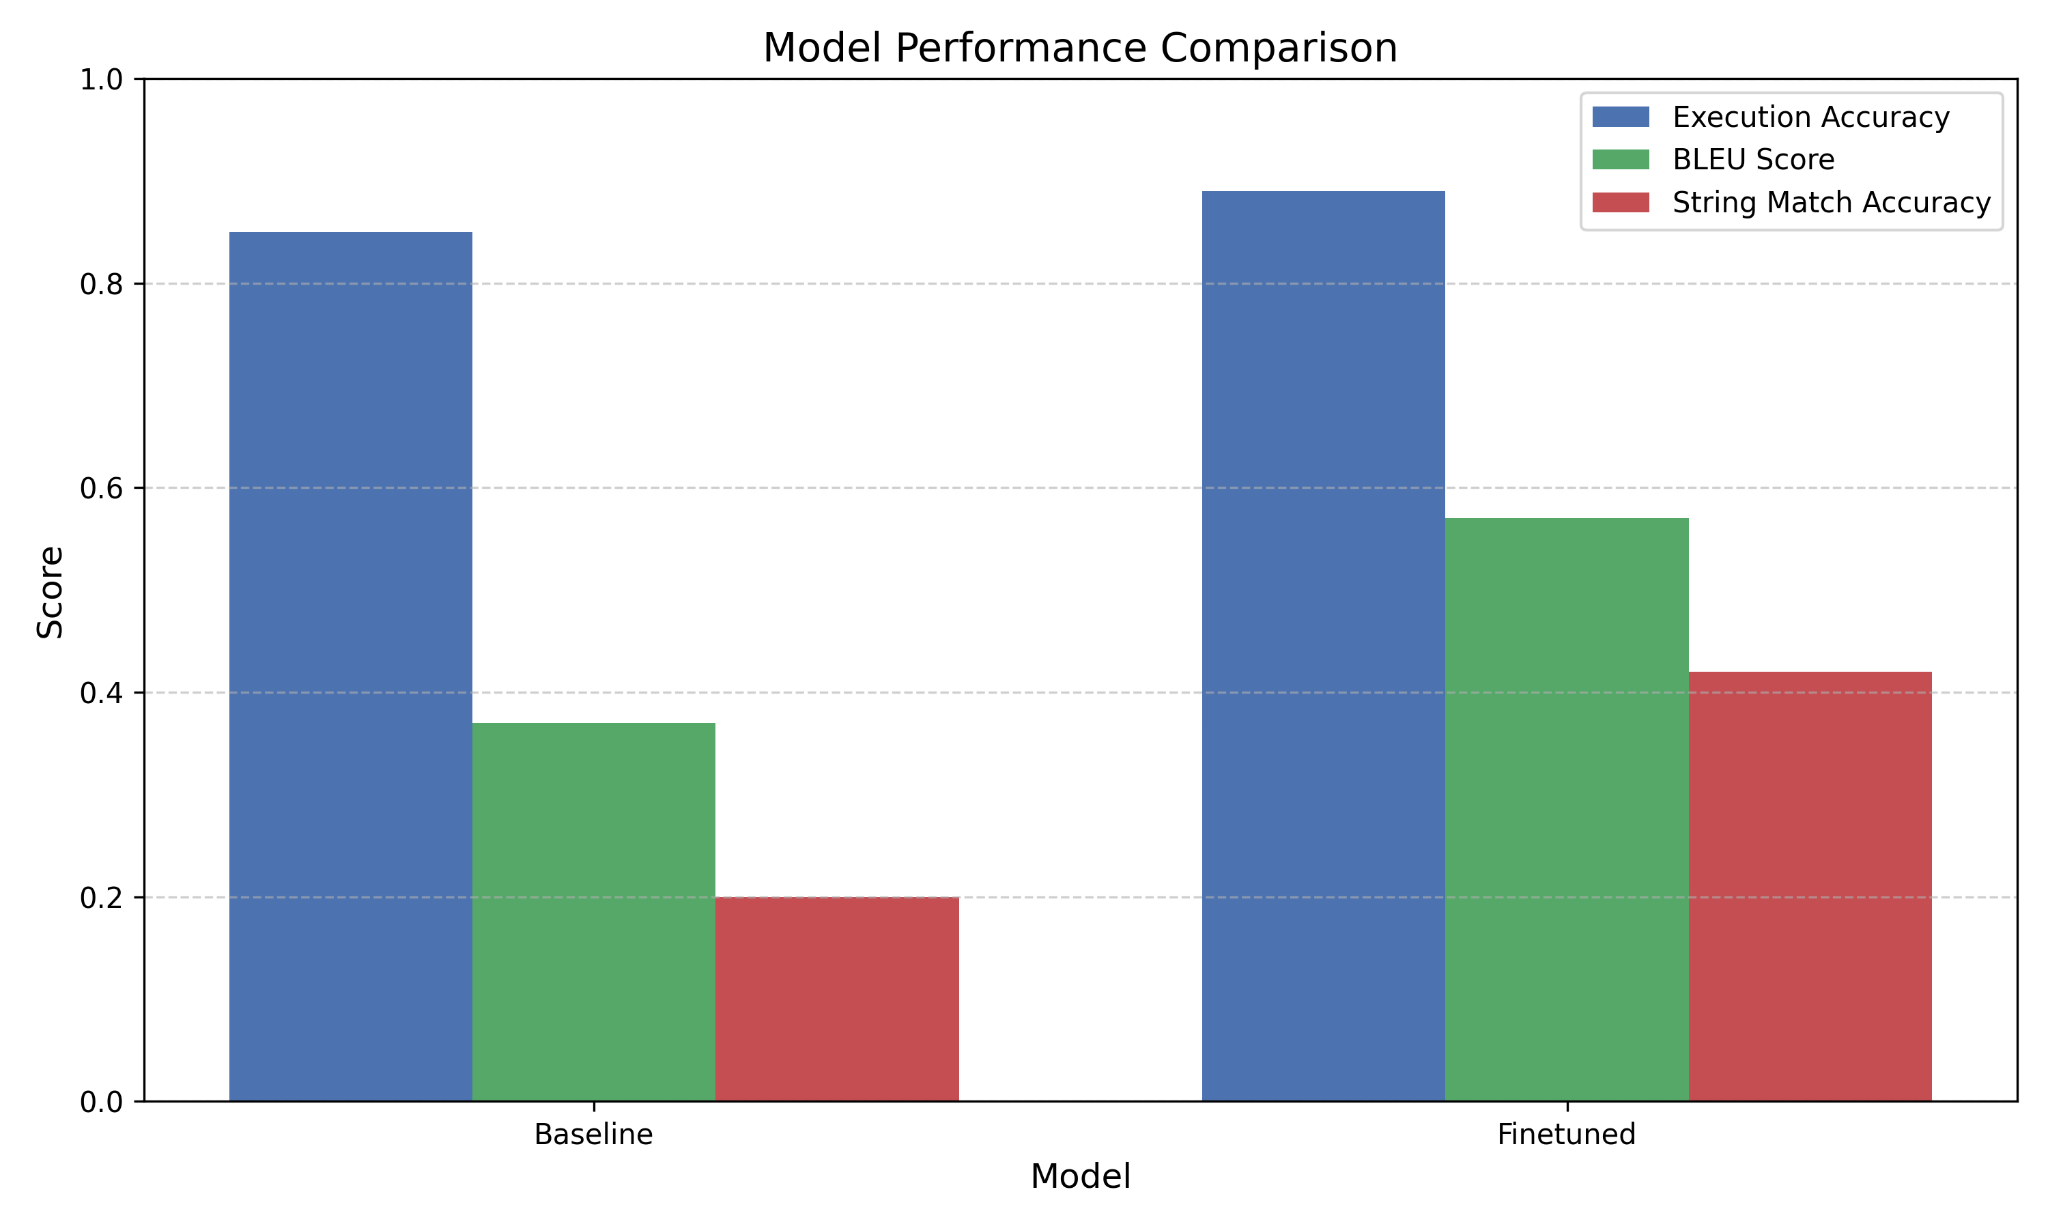 Model Performance Comparison
1.0
0.8
0.6
0.4
0.2
0.0
Score
Execution Accuracy
BLEU Score
String Match Accuracy
Baseline
Finetuned
Model